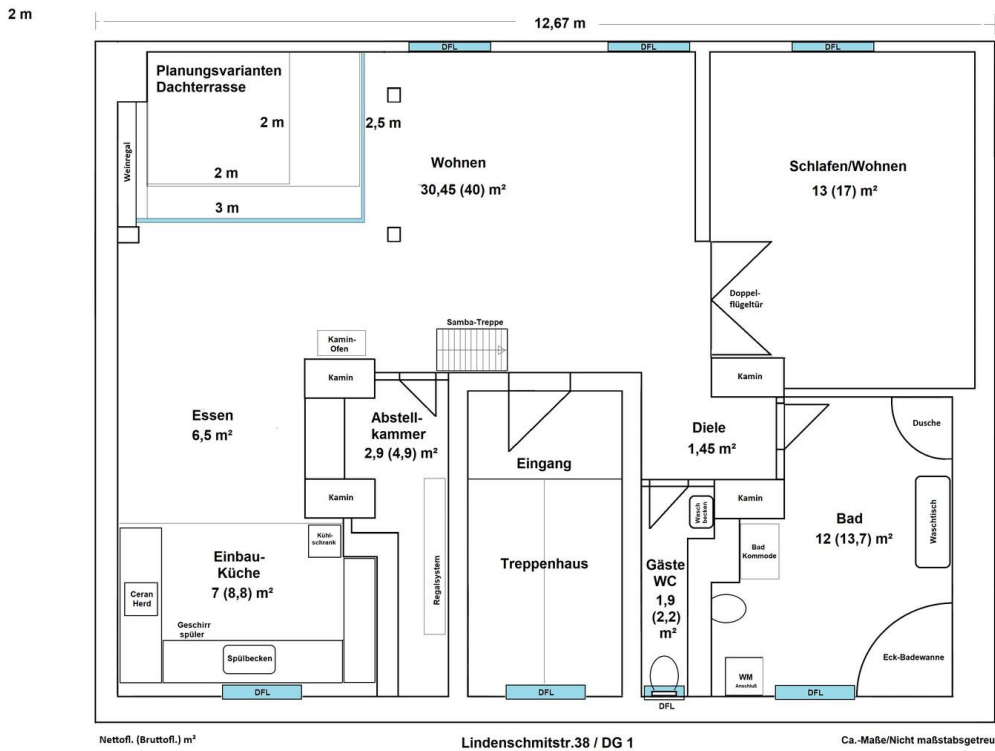 2 m
12,67 m
DFL
DFL
DFL
Planungsvarianten
Dachterrasse
2 m
2,5 m
2 m
3 m
Weinregal
Wohnen
30,45 (40) m²
Schlafen/Wohnen
13 (17) m²
Doppel-
flügeltür
Samba-Treppe
Kamin-
Ofen
Kamin
Kamin
Essen
6,5 m²
Abstell-
kammer
2,9 (4,9) m²
Diele
1,45 m²
Dusche
Eingang
Kamin
Kamin
Wasch
becken
Waschtisch
Bad
12 (13,7) m²
Kühl-
schrank
Einbau-
Küche
7 (8,8) m²
Regalsystem
Treppenhaus
Gäste
WC
1,9
(2,2)
m²
Bad
Kommode
Ceran
Herd
Geschirr
spüler
Spülbecken
Eck-Badewanne
WM
Anschluß
DFL
DFL
DFL
DFL
Nettofl. (Bruttofl.) m²
Lindenschmitstr.38 / DG 1
Ca.-Maße/Nicht maßstabsgetreu